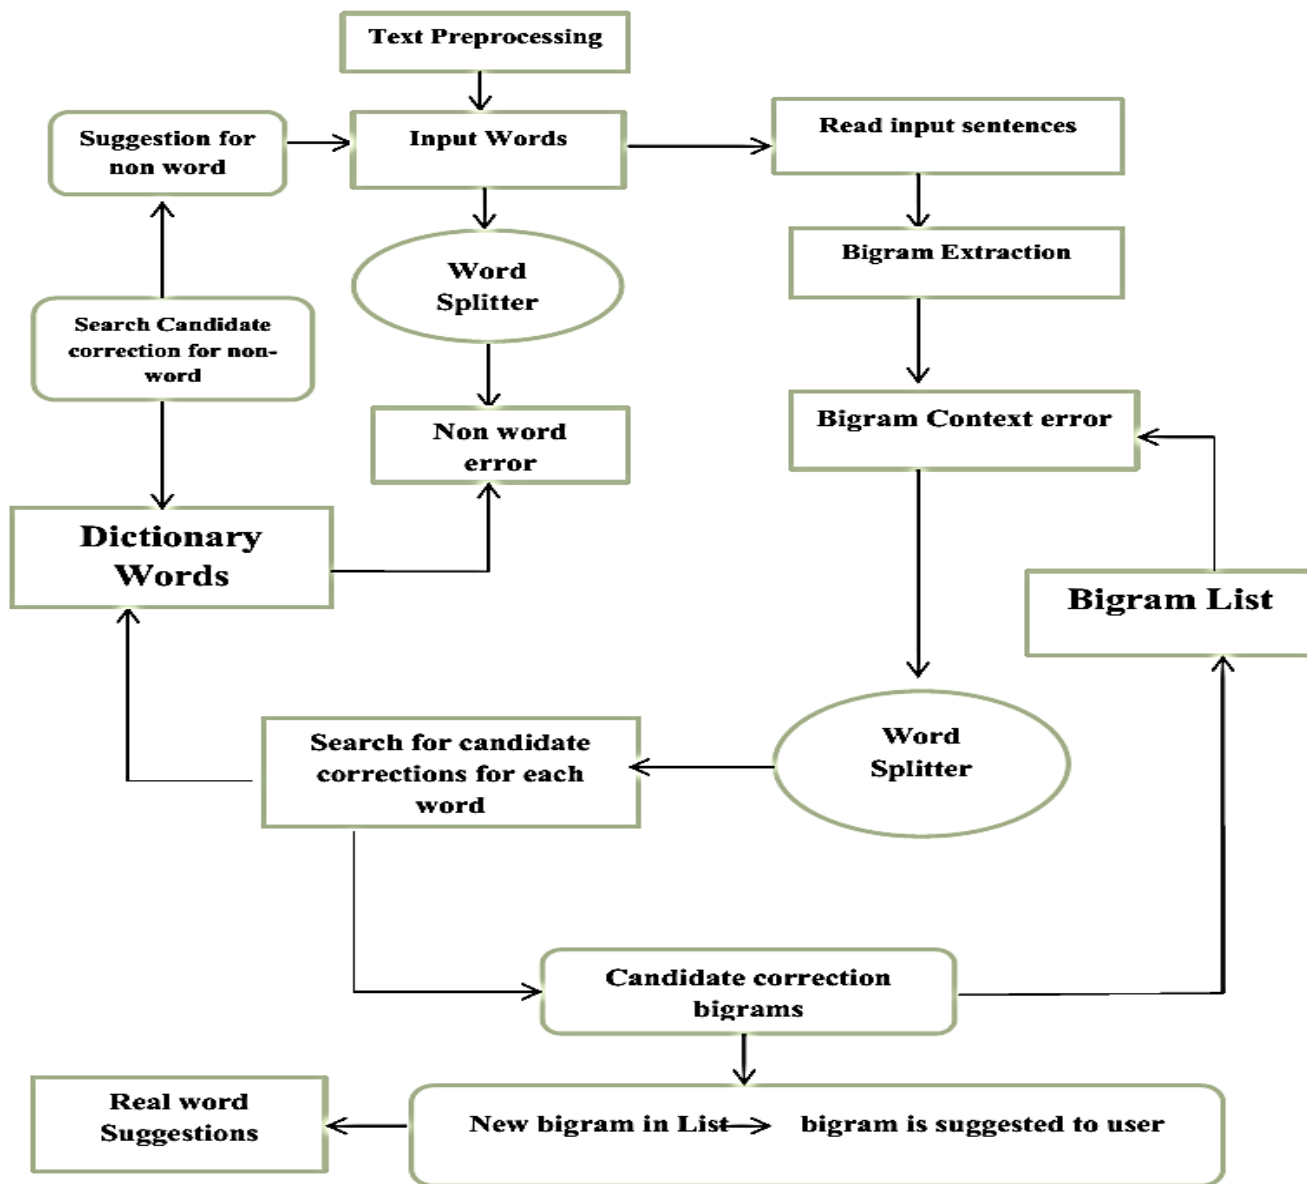 Text Preprocessing
Suggestion for
non word
Input Words
Read input sentences
Word
Splitter
Bigram Extraction
Search Candidate
correction for non-
word
Non word
error
Bigram Context error
Dictionary
Words
Bigram List
Search for candidate
corrections for each
word
Word
Splitter
Candidate correction
bigrams
Real word
Suggestions
New bigram in List bigram is suggested to user